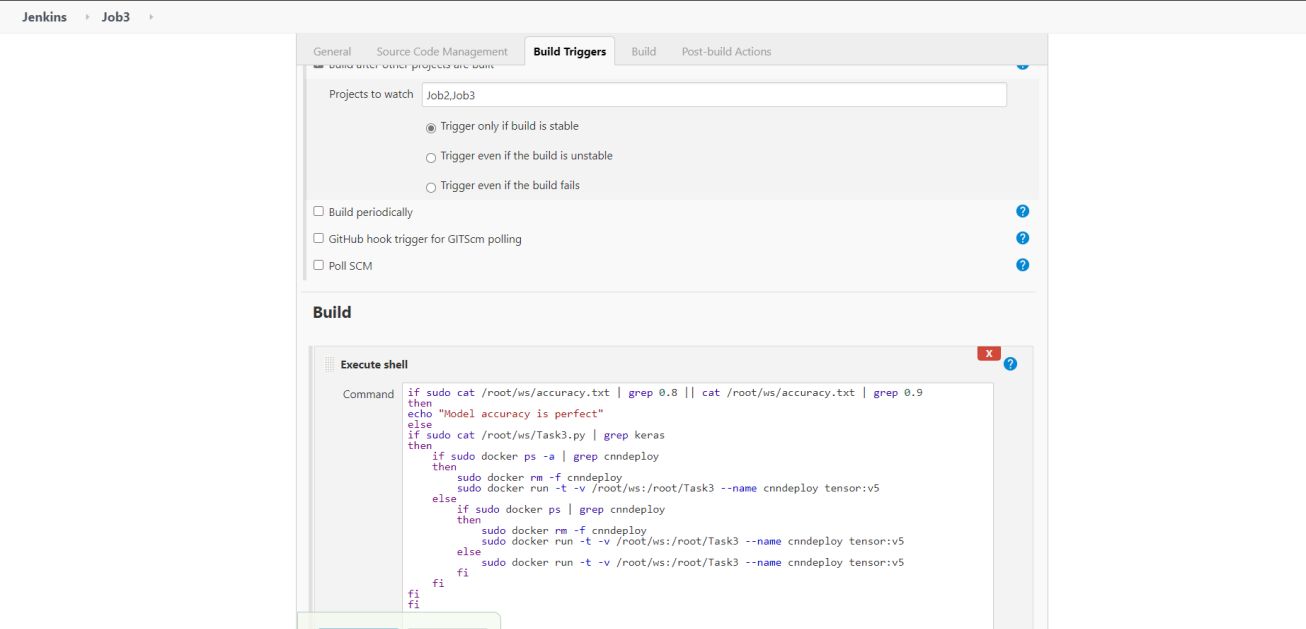 Jenkins Job3
General Source Code Management Build Triggers Build Post-build Actions
Build after other projects are built
Projects to watch Job2,Job3
Trigger only if build is stable
Trigger even if the build is unstable
Trigger even if the build fails
Build periodically
GitHub hook trigger for GITScm polling
Poll SCM
Build
X
Execute shell
Command
if sudo cat /root/ws/accuracy.txt | grep 0.8 || cat /root/ws/accuracy.txt | grep 0.9
then
echo "Model accuracy is perfect"
else
if sudo cat /root/ws/Task3.py | grep keras
then
if sudo docker ps -a | grep cnndeploy
then
sudo docker rm -f cnndeploy
sudo docker run -t -v /root/ws:/root/Task3 --name cnndeploy tensor:v5
else
if sudo docker ps | grep cnndeploy
then
sudo docker rm -f cnndeploy
sudo docker run -t -v /root/ws:/root/Task3 --name cnndeploy tensor:v5
else
sudo docker run -t -v /root/ws:/root/Task3 --name cnndeploy tensor:v5
fi
fi
fi
fi